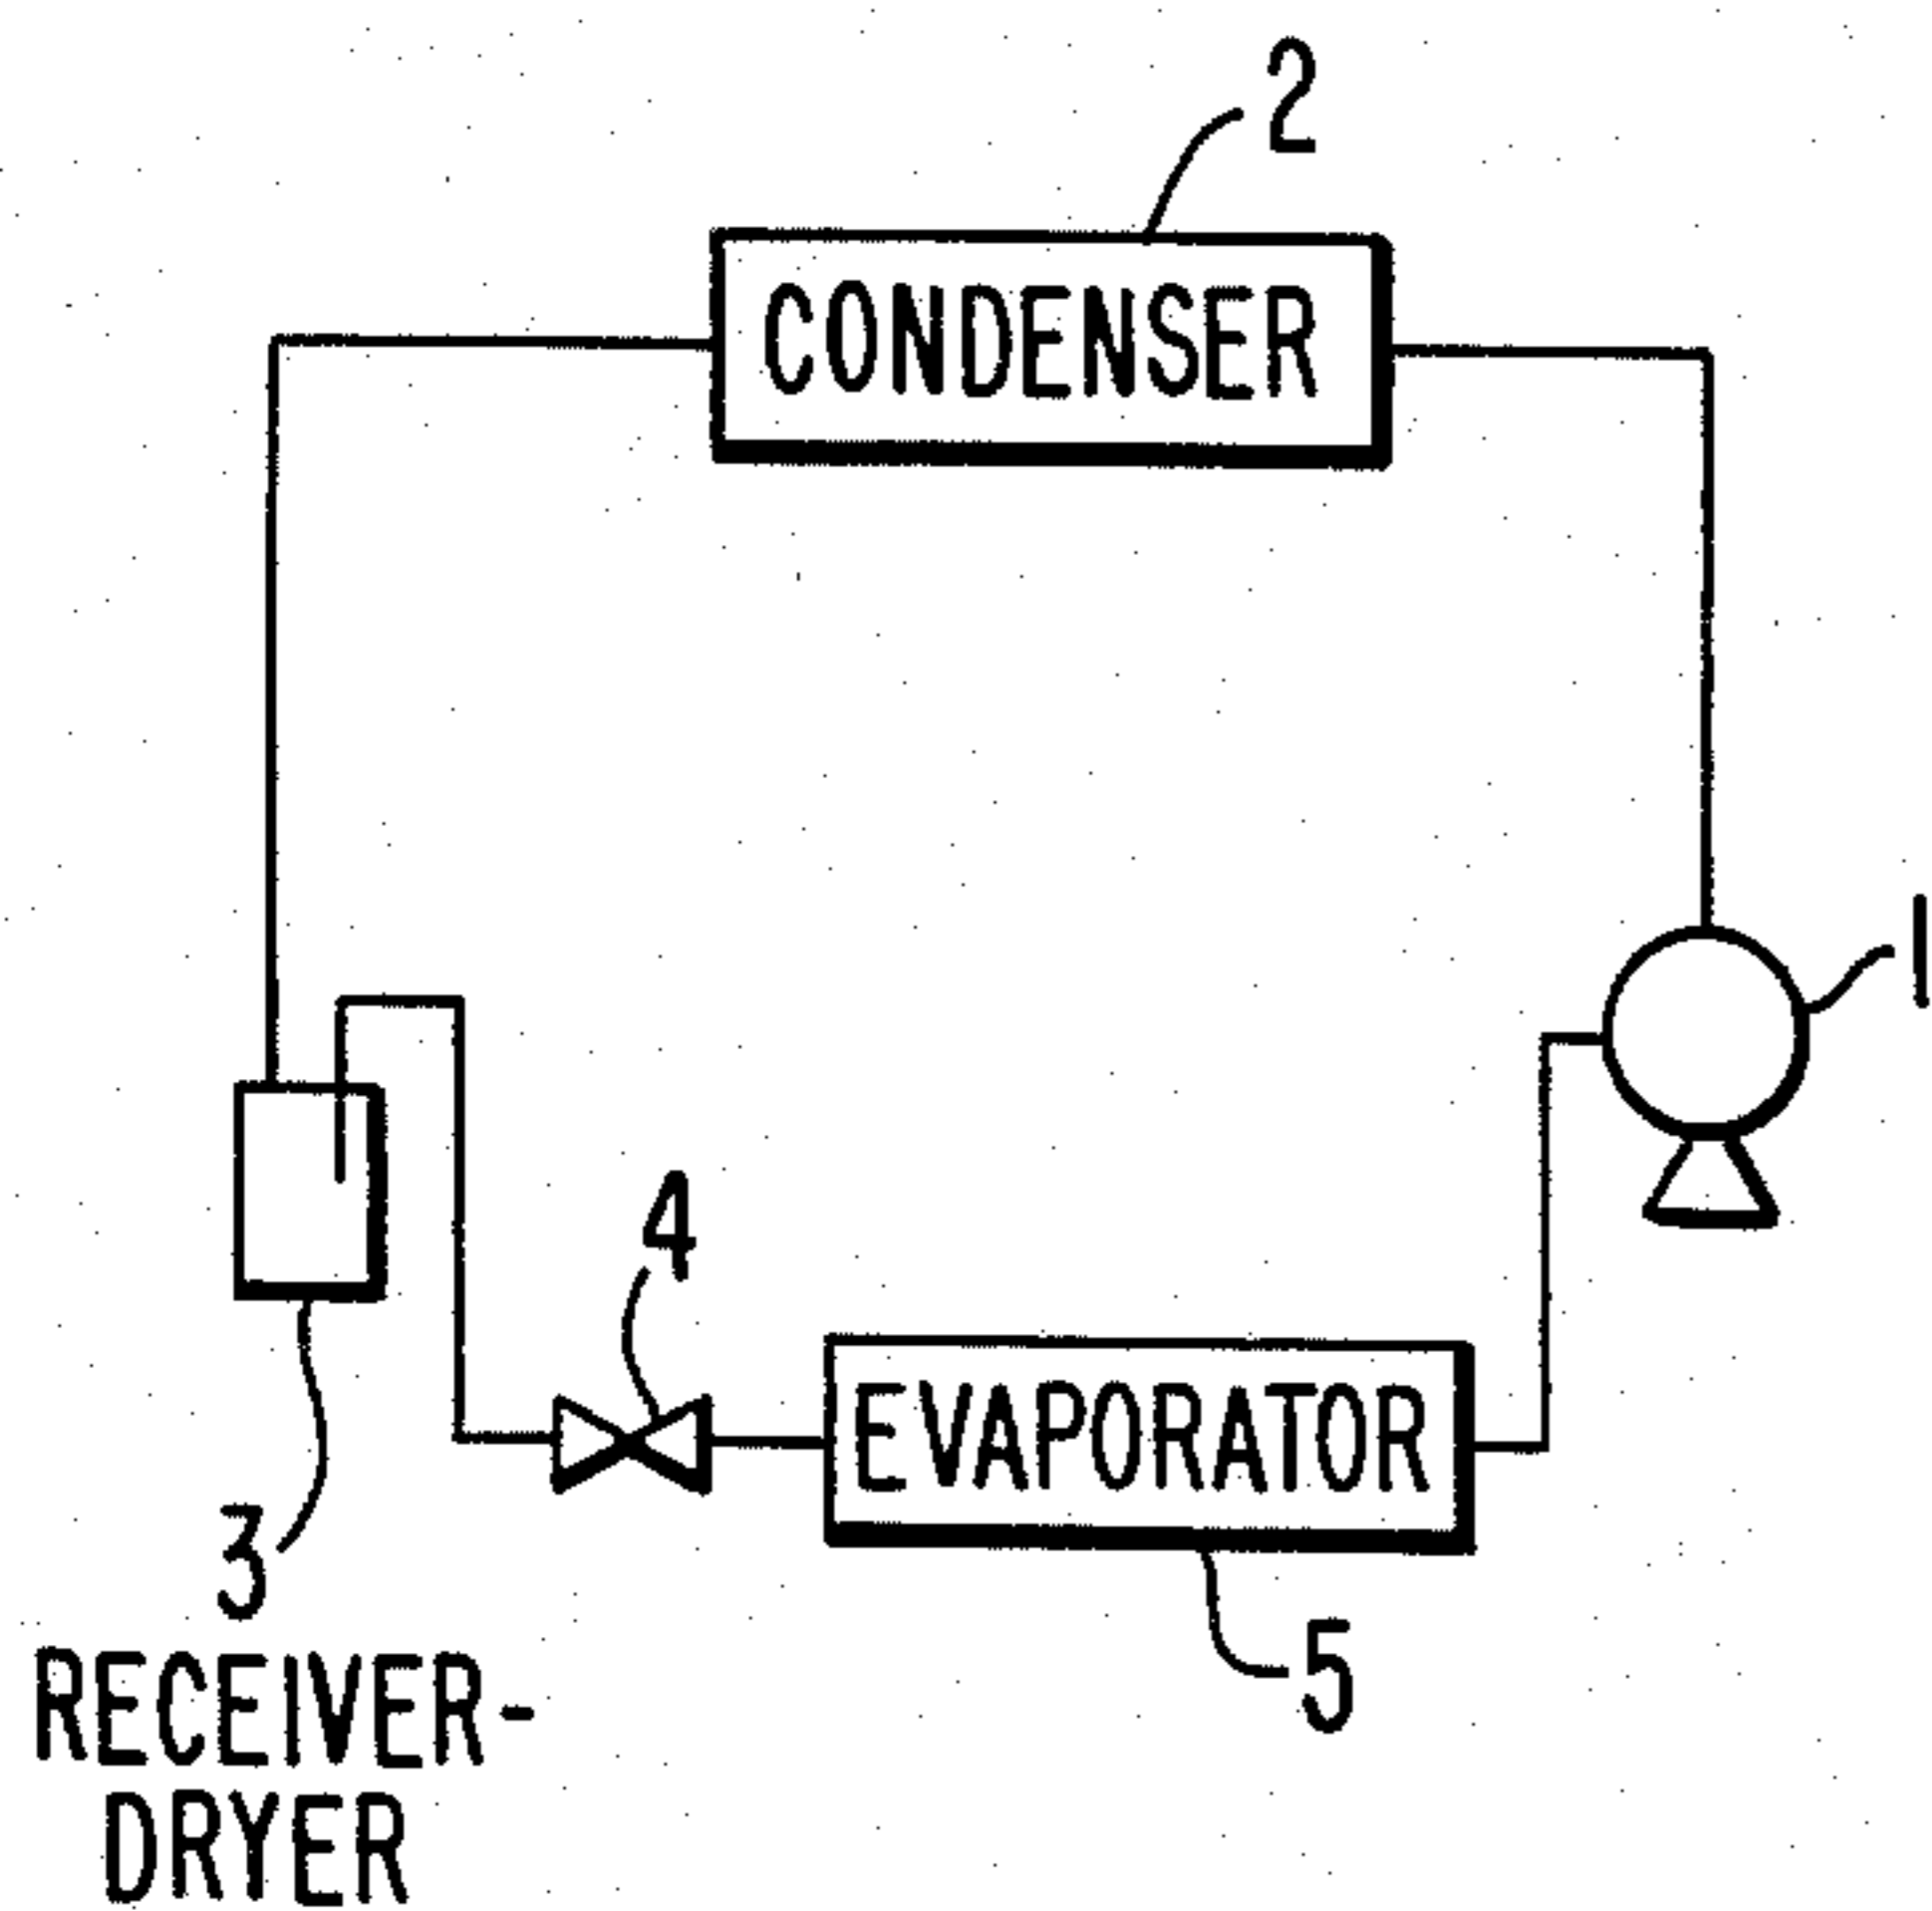 2
CONDENSER
1
4
EVAPORATOR
3
5
RECEIVER-
DRYER